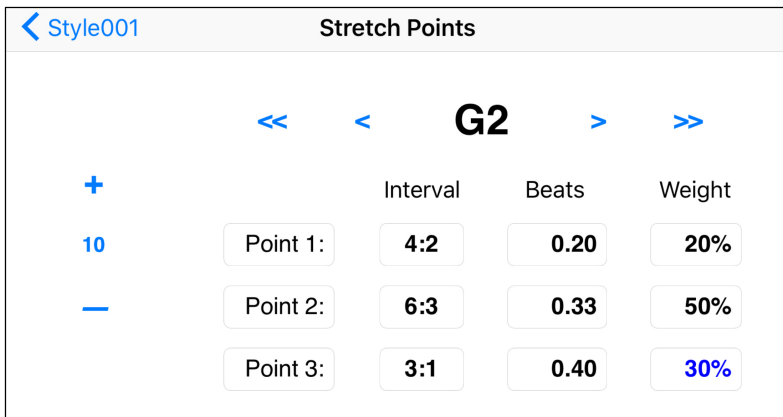 Style001 Stretch Points
<< < G2 > >>
+
Interval Beats Weight
10 Point 1: 4:2 0.20 20%
— Point 2: 6:3 0.33 50%
Point 3: 3:1 0.40 30%